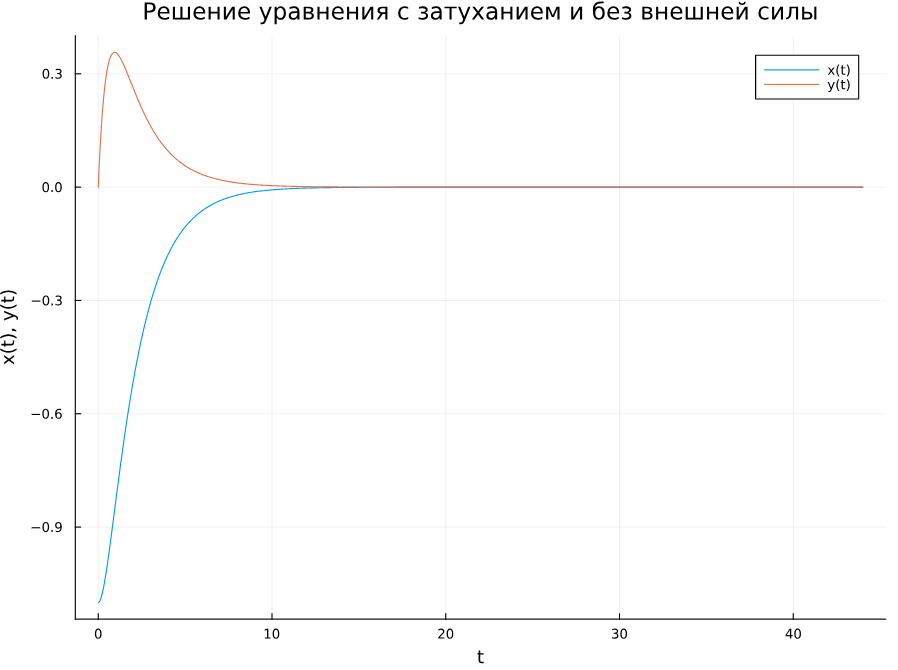 Решение уравнения с затуханием и без внешней силы
x(t)
y(t)
0.3
0.0
−0.3
−0.6
−0.9
x(t), y(t)
0
10
20
30
40
t